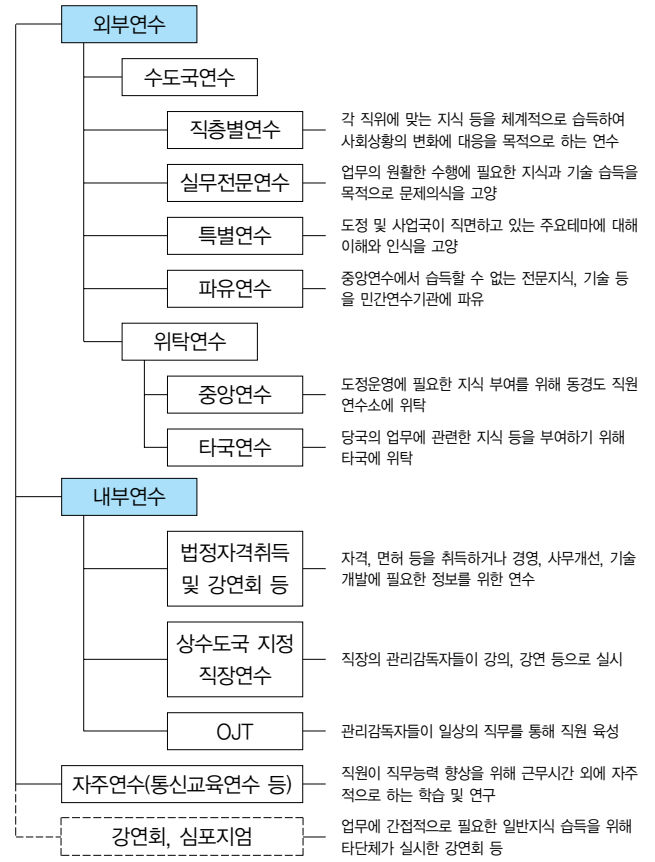 외부연수
수도국연수
직층별연수
각 직위에 맞는 지식 등을 체계적으로 습득하여
사회상황의 변화에 대응을 목적으로 하는 연수
실무전문연수
업무의 원활한 수행에 필요한 지식과 기술 습득을
목적으로 문제의식을 고양
특별연수
도정 및 사업국이 직면하고 있는 주요테마에 대해
이해와 인식을 고양
파유연수
중앙연수에서 습득할 수 없는 전문지식, 기술 등
을 민간연수기관에 파유
위탁연수
중앙연수
도정운영에 필요한 지식 부여를 위해 동경도 직원
연수소에 위탁
타국연수
당국의 업무에 관련한 지식 등을 부여하기 위해
타국에 위탁
내부연수
법정자격취득
및 강연회 등
자격, 면허 등을 취득하거나 경영, 사무개선, 기술
개발에 필요한 정보를 위한 연수
상수도국 지정
직장연수
직장의 관리감독자들이 강의, 강연 등으로 실시
OJT
관리감독자들이 일상의 직무를 통해 직원 육성
자주연수(통신교육연수 등)
직원이 직무능력 향상을 위해 근무시간 외에 자주
적으로 하는 학습 및 연구
강연회, 심포지엄
업무에 간접적으로 필요한 일반지식 습득을 위해
타단체가 실시한 강연회 등